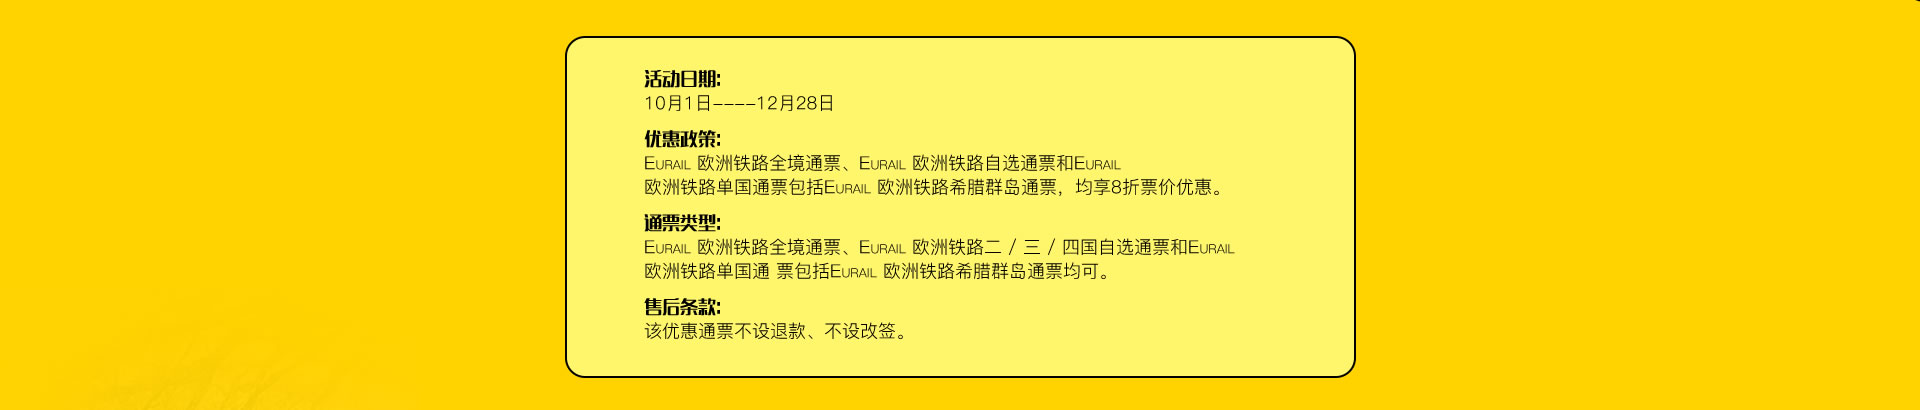 活动日期:
10月1日----12月28日
优惠政策:
EURAIL 欧洲铁路全境通票、EURAIL 欧洲铁路自选通票和EURAIL
欧洲铁路单国通票包括EURAIL 欧洲铁路希腊群岛通票，均享8折票价优惠。
通票类型:
EURAIL 欧洲铁路全境通票、EURAIL 欧洲铁路二 / 三 / 四国自选通票和EURAIL
欧洲铁路单国通 票包括EURAIL 欧洲铁路希腊群岛通票均可。
售后条款:
该优惠通票不设退款、不设改签。